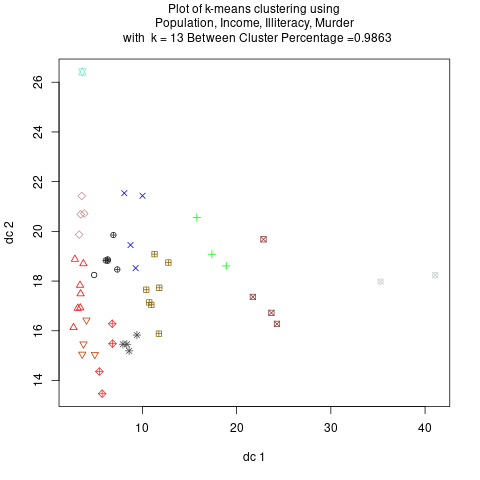 Plot of k-means clustering using
Population, Income, Illiteracy, Murder
with k = 13 Between Cluster Percentage =0.9863
26
24
22
20
18
16
14
dc 2
10
20
30
40
dc 1